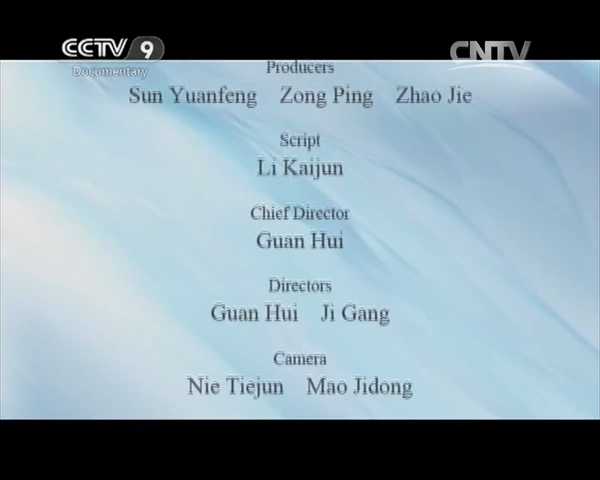 CCTV 9
Documentary
CNTV
Producers
Sun Yuanfeng Zong Ping Zhao Jie
Script
Li Kaijun
Chief Director
Guan Hui
Directors
Guan Hui Ji Gang
Camera
Nie Tiejun Mao Jidong